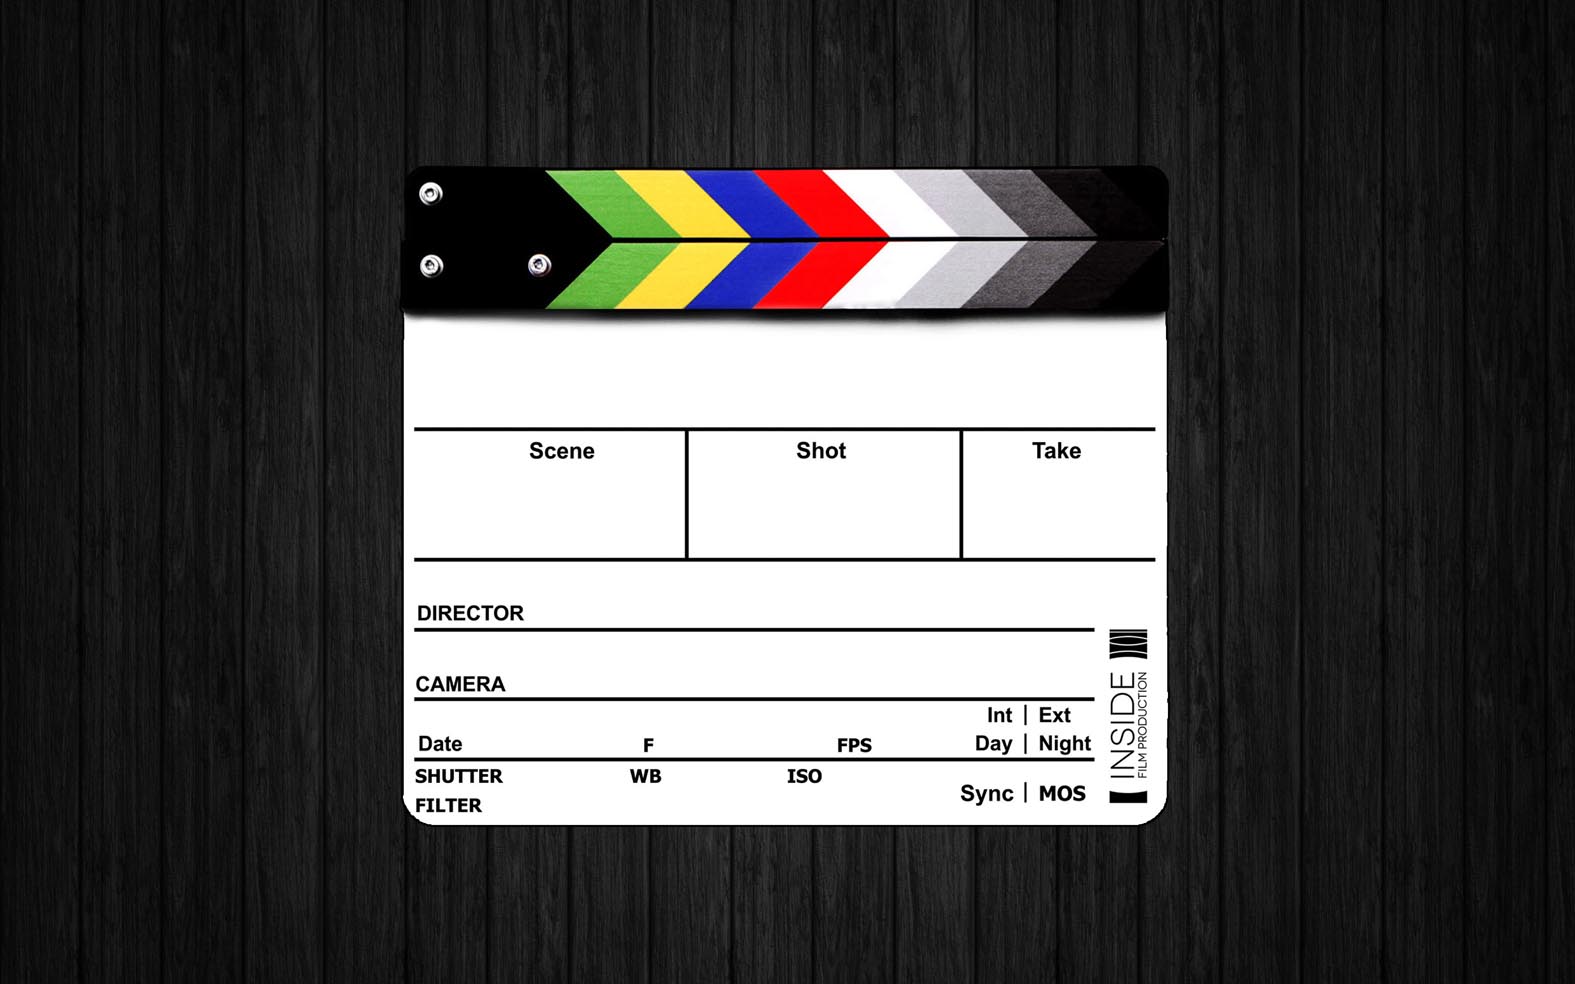 Scene Shot Take
DIRECTOR
CAMERA
Int | Ext
Date F FPS Day | Night
SHUTTER WB ISO
Sync | MOS
FILTER
INSIDE
FILM PRODUCTION